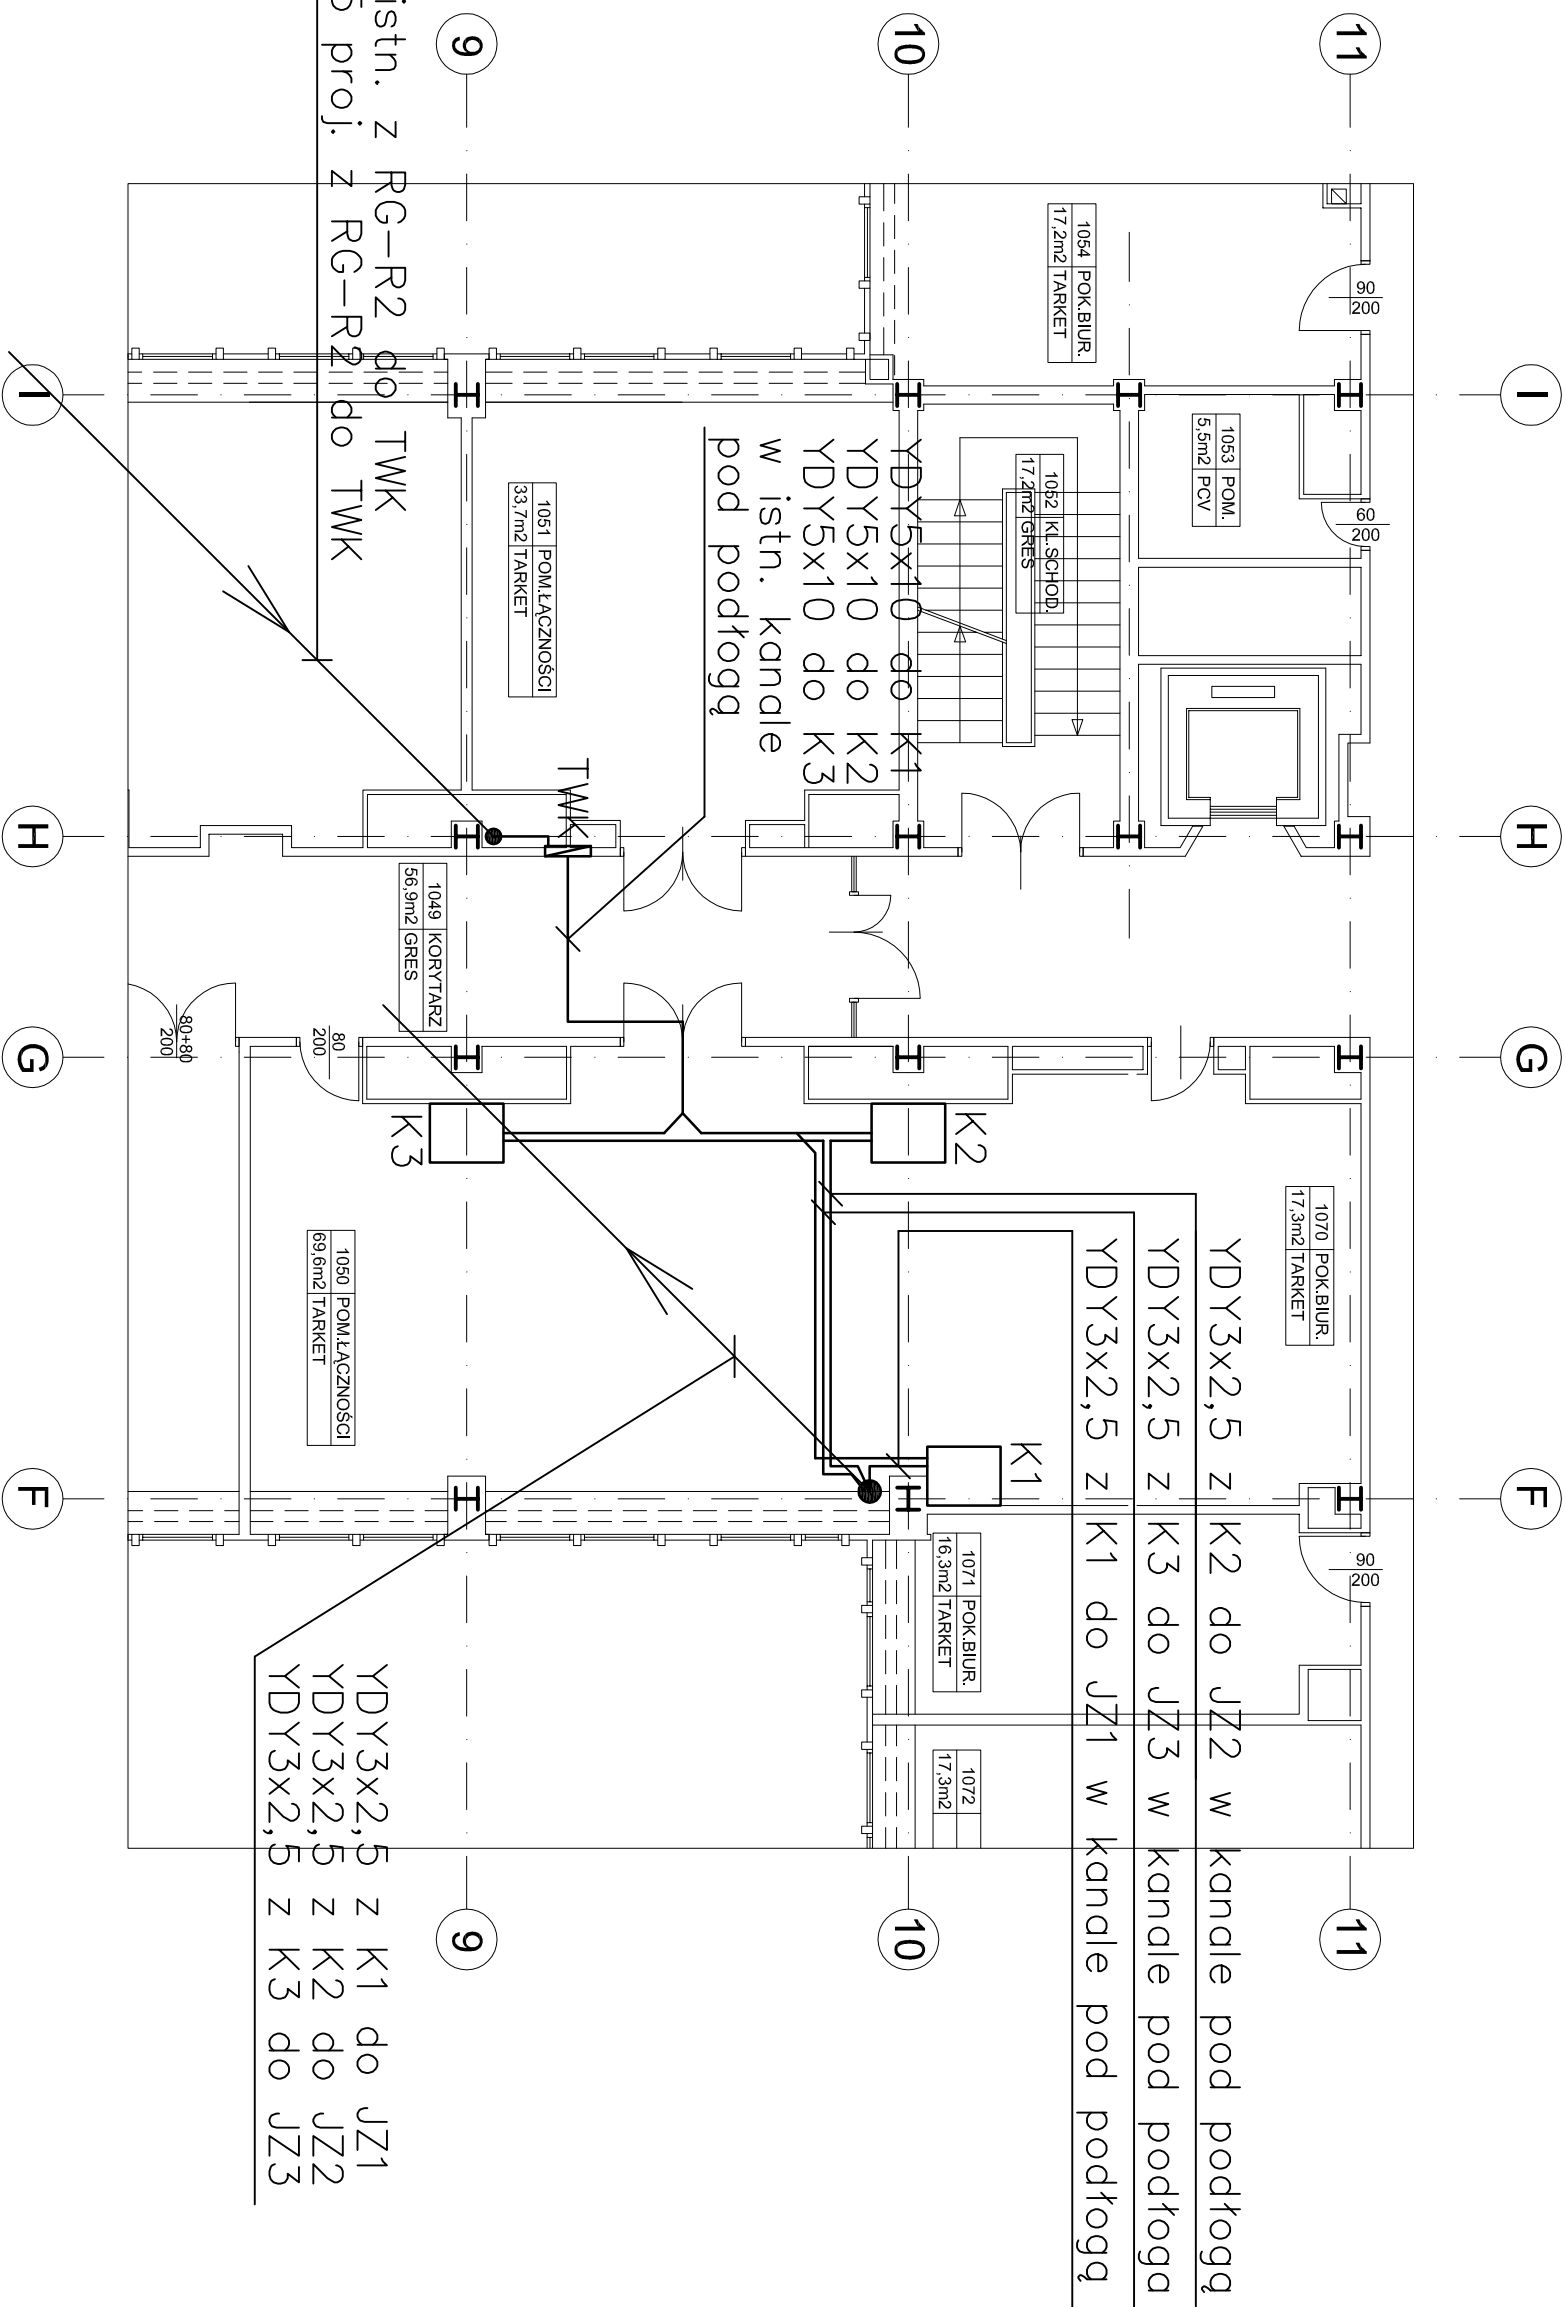 istn. z RG-R2 do TWK
proj. z RG-R2 do TWK
9
10
11
I
H
G
F
I
H
G
F
9
10
11
1054 POK.BIUR.
17,2m2 TARKET
90
200
1053 POM.
5,5m2 PCV
60
200
1052 KL.SCHOD.
17,2m2 GRES
1051 POM.ŁĄCZNOŚCI
33,7m2 TARKET
YDY5x10 do K1
YDY5x10 do K2
YDY5x10 do K3
w istn. kanale
pod podłogą
TWK
1049 KORYTARZ
56,9m2 GRES
80+80
200
80
200
K3
K2
K1
1070 POK.BIUR.
17,3m2 TARKET
1050 POM.ŁĄCZNOŚCI
69,6m2 TARKET
YDY3x2,5 z K2 do JZ2 w kanale pod podłogą
YDY3x2,5 z K3 do JZ3 w kanale pod podłoga
YDY3x2,5 z K1 do JZ1 w kanale pod podłogą
90
200
1071 POK.BIUR.
16,3m2 TARKET
1072
17,3m2
YDY3x2,5 z K1 do JZ1
YDY3x2,5 z K2 do JZ2
YDY3x2,5 z K3 do JZ3